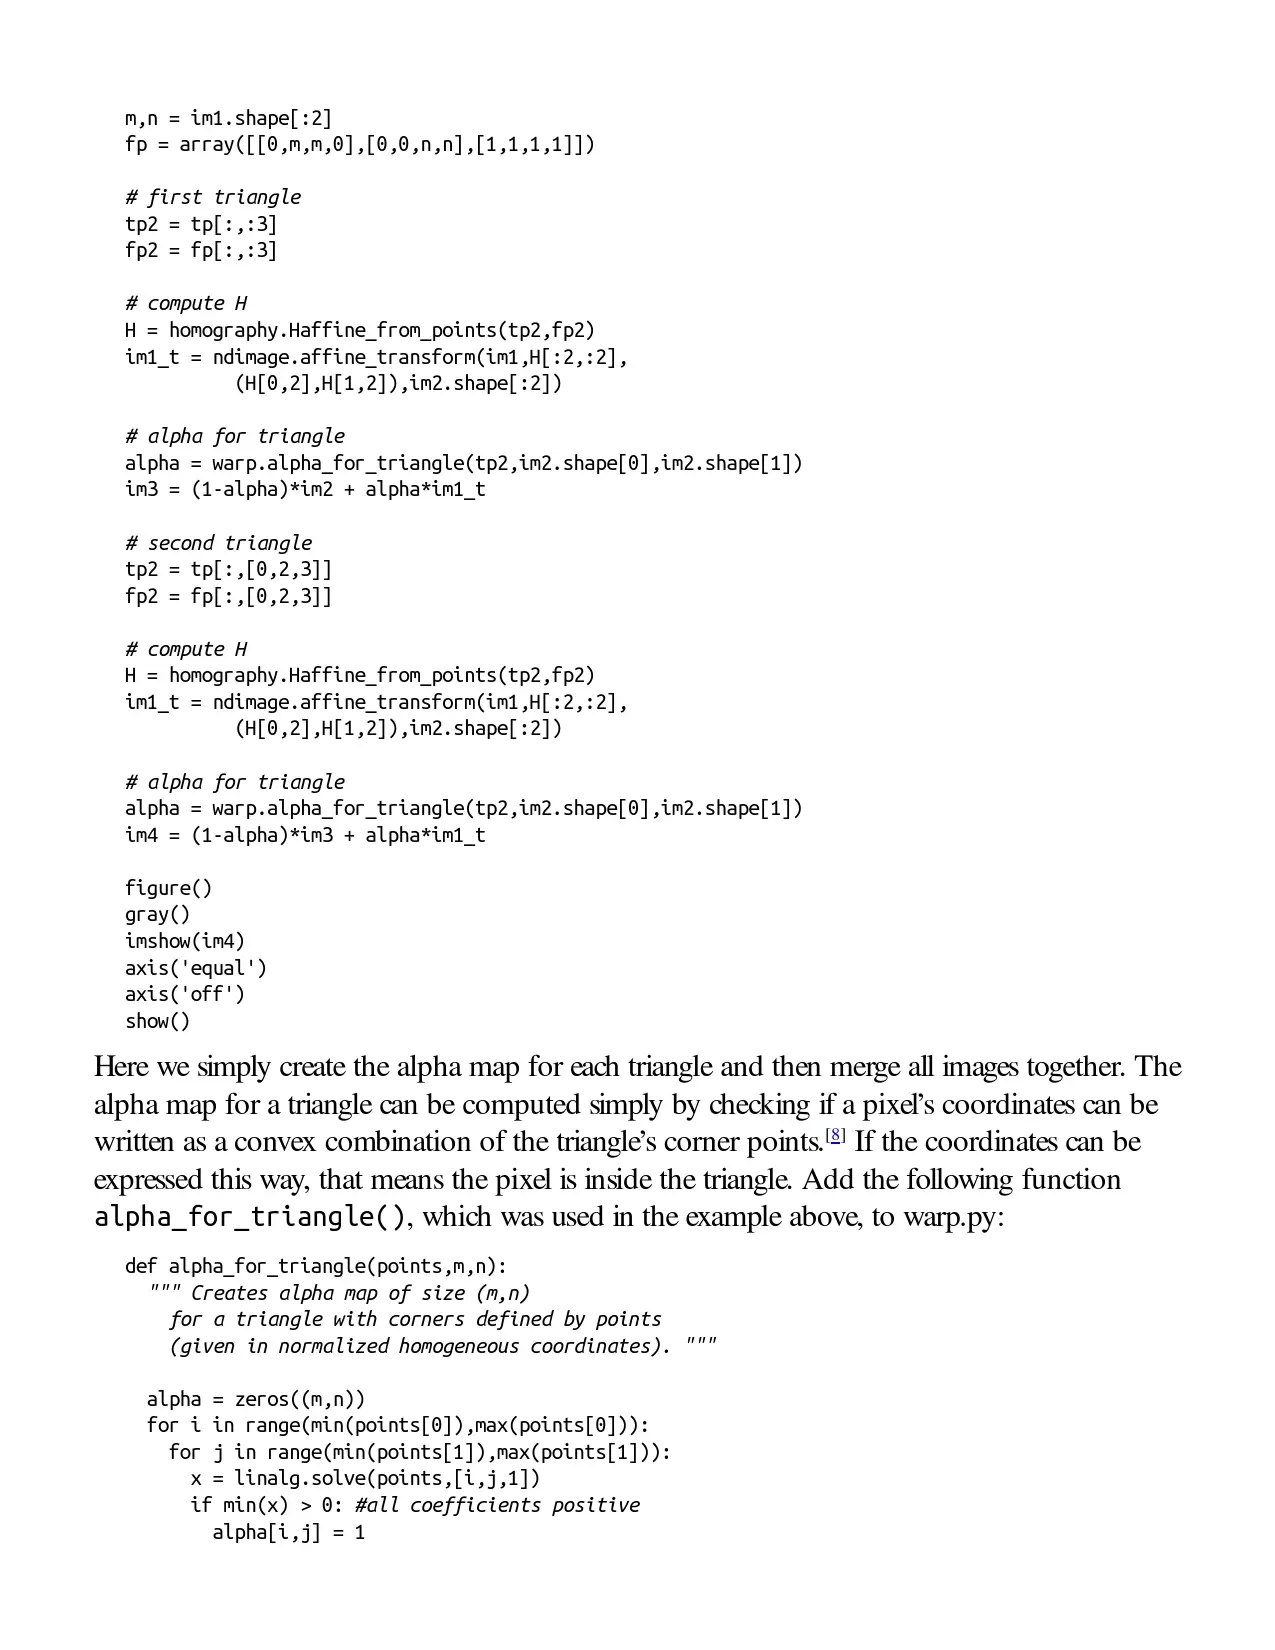 m,n = im1.shape[:2]
fp = array([[0,m,m,0],[0,0,n,n],[1,1,1,1]])

# first triangle
tp2 = tp[:,:3]
fp2 = fp[:,:3]

# compute H
H = homography.Haffine_from_points(tp2,fp2)
im1_t = ndimage.affine_transform(im1,H[:2,:2],
          (H[0,2],H[1,2]),im2.shape[:2])

# alpha for triangle
alpha = warp.alpha_for_triangle(tp2,im2.shape[0],im2.shape[1])
im3 = (1-alpha)*im2 + alpha*im1_t

# second triangle
tp2 = tp[:,[0,2,3]]
fp2 = fp[:,[0,2,3]]

# compute H
H = homography.Haffine_from_points(tp2,fp2)
im1_t = ndimage.affine_transform(im1,H[:2,:2],
          (H[0,2],H[1,2]),im2.shape[:2])

# alpha for triangle
alpha = warp.alpha_for_triangle(tp2,im2.shape[0],im2.shape[1])
im4 = (1-alpha)*im3 + alpha*im1_t

figure()
gray()
imshow(im4)
axis('equal')
axis('off')
show()
Here we simply create the alpha map for each triangle and then merge all images together. The
alpha map for a triangle can be computed simply by checking if a pixel’s coordinates can be
written as a convex combination of the triangle’s corner points.[8] If the coordinates can be
expressed this way, that means the pixel is inside the triangle. Add the following function
alpha_for_triangle(), which was used in the example above, to warp.py:
def alpha_for_triangle(points,m,n):
  """ Creates alpha map of size (m,n)
    for a triangle with corners defined by points
    (given in normalized homogeneous coordinates). """

  alpha = zeros((m,n))
  for i in range(min(points[0]),max(points[0])):
    for j in range(min(points[1]),max(points[1])):
      x = linalg.solve(points,[i,j,1])
      if min(x) > 0: #all coefficients positive
        alpha[i,j] = 1